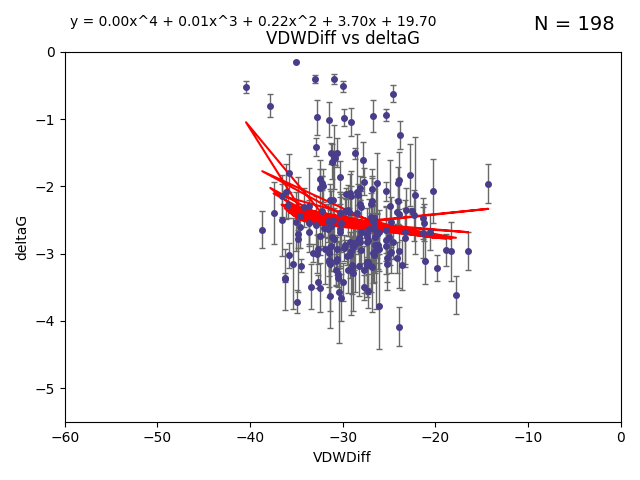 y = 0.00x^4 + 0.01x^3 + 0.22x^2 + 3.70x + 19.70
N = 198
VDWDiff vs deltaG
0
−1
−2
−3
−4
−5
deltaG
−60 −50 −40 −30 −20 −10 0
VDWDiff